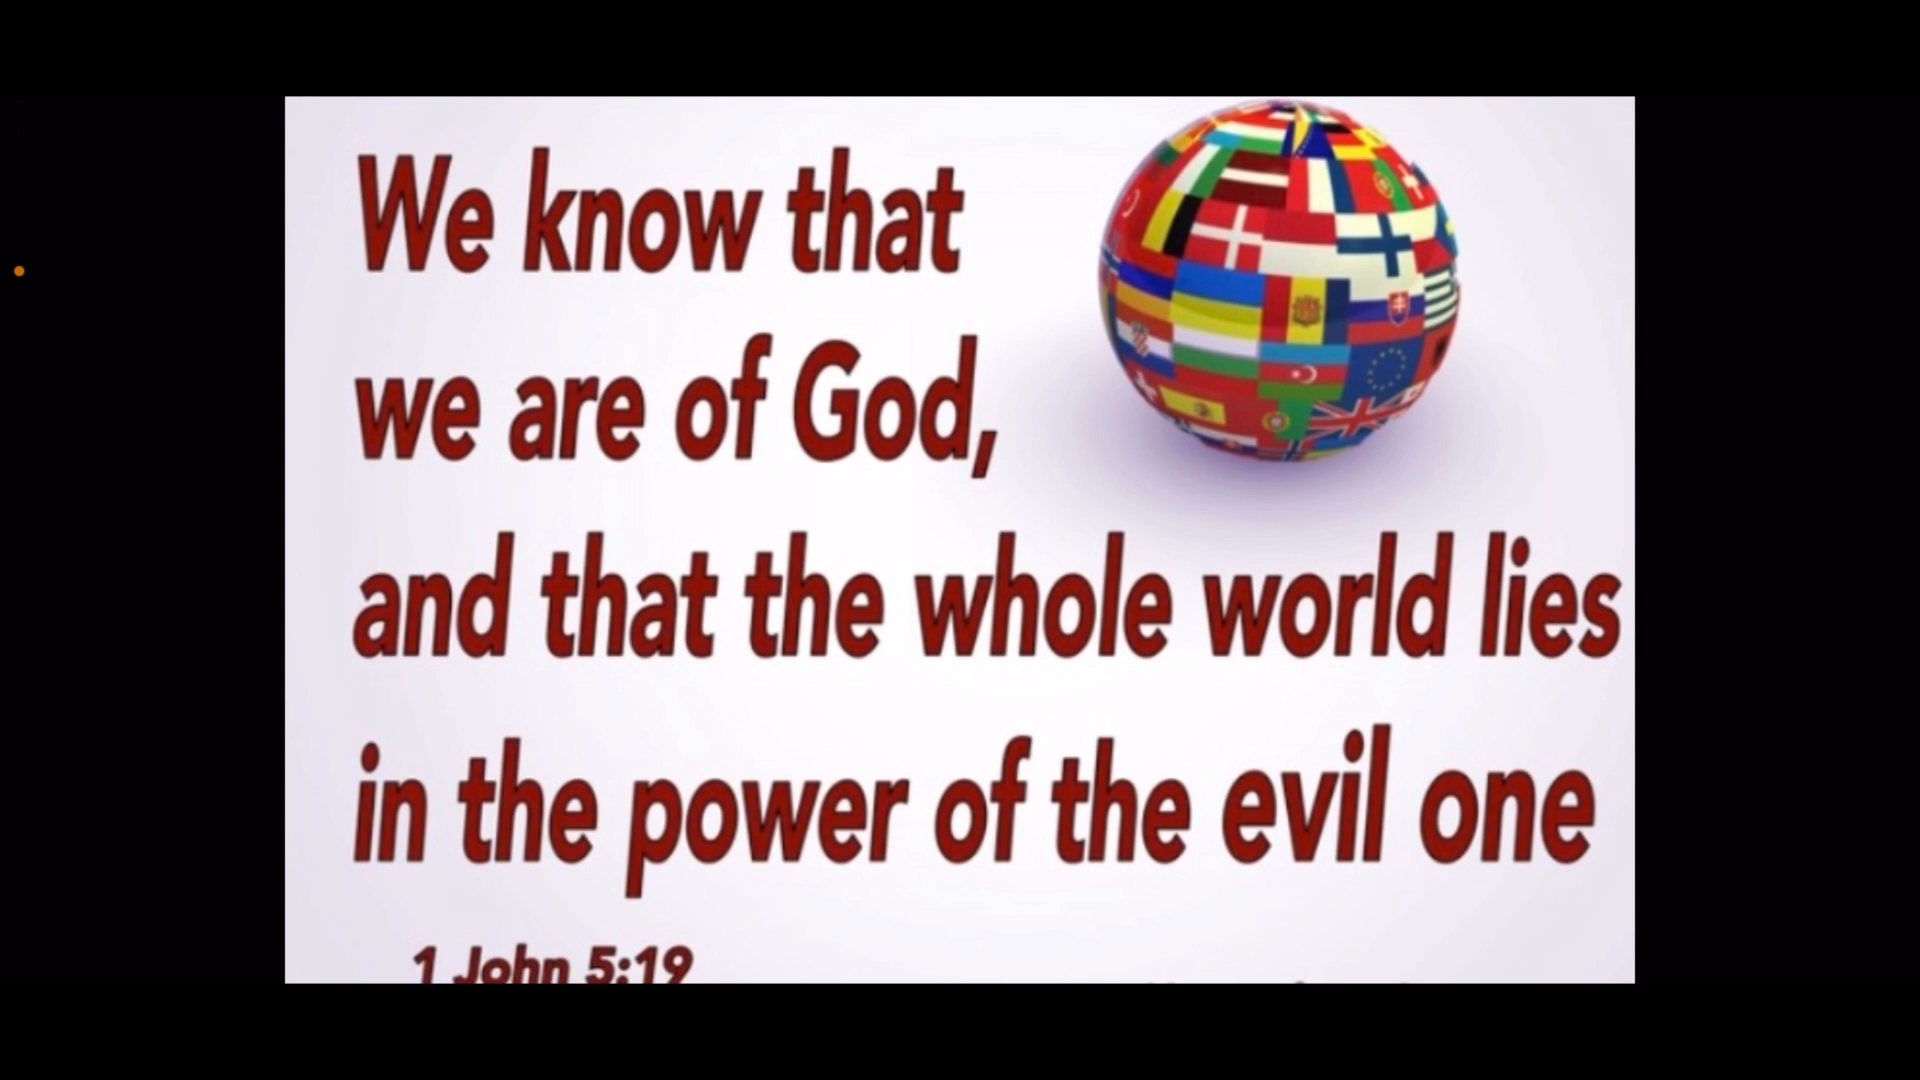 We know that
we are of God,
and that the whole world lies
in the power of the evil one
1 John 5:19